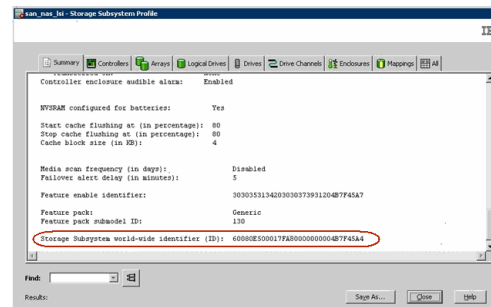 san_nas_lsi - Storage Subsystem Profile
Summary Controllers Arrays Logical Drives Drives Drive Channels Enclosures Mappings All
Controller enclosure audible alarm: Enabled
NVSRAM configured for batteries: Yes
Start cache flushing at (in percentage): 80
Stop cache flushing at (in percentage): 80
Cache block size (in KB): 4
Media scan frequency (in days): Disabled
Failover alert delay (in minutes): 5
Feature enable identifier:
Feature pack: Generic
Feature pack submodel ID: 130
Storage Subsystem world-wide identifier (ID): 60080E500017FA80000000004B7F45A4
Find:
Results:
Save As... Close Help